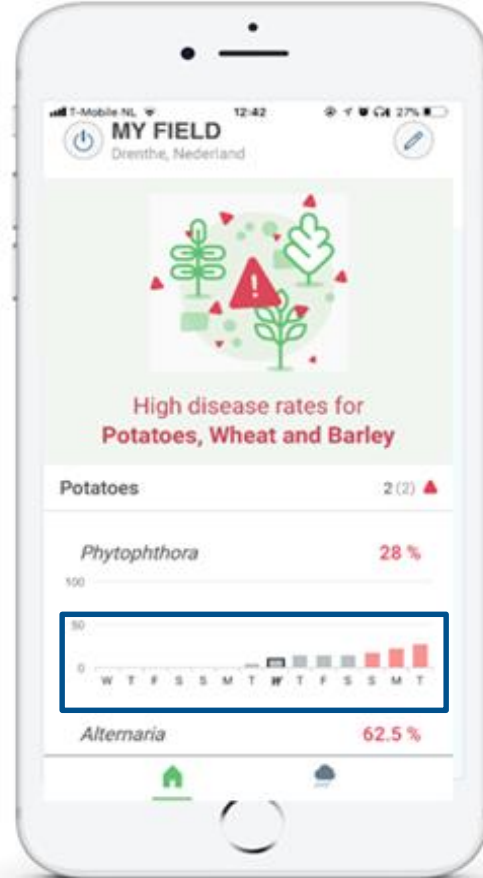 T-Mobile NL 12:42 27%
MY FIELD
Drenthe, Nederland
!
High disease rates for
Potatoes, Wheat and Barley
Potatoes 2 (2)
Phytophthora 28 %
100
50
0
W T F S S M T W T F S S M T
Alternaria 62.5 %